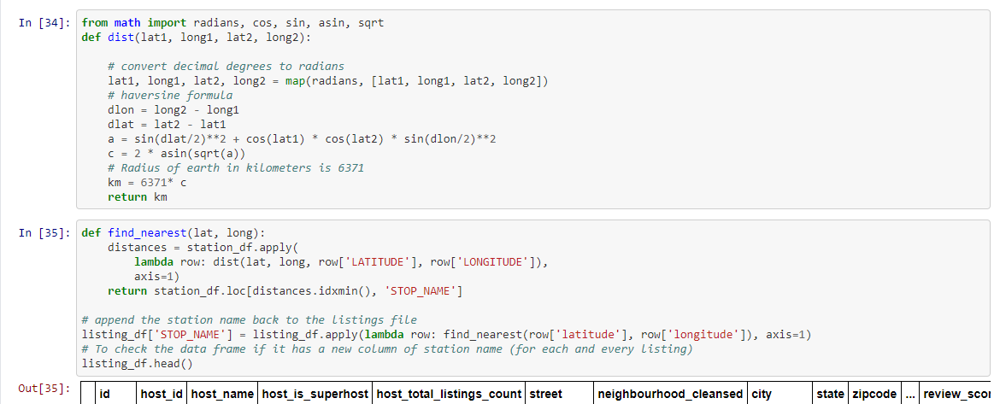 In [34]: from math import radians, cos, sin, asin, sqrt
def dist(lat1, long1, lat2, long2):
# convert decimal degrees to radians
lat1, long1, lat2, long2 = map(radians, [lat1, long1, lat2, long2])
# haversine formula
dlon = long2 - long1
dlat = lat2 - lat1
a = sin(dlat/2)**2 + cos(lat1) * cos(lat2) * sin(dlon/2)**2
c = 2 * asin(sqrt(a))
# Radius of earth in kilometers is 6371
km = 6371* c
return km
In [35]: def find_nearest(lat, long):
distances = station_df.apply(
lambda row: dist(lat, long, row['LATITUDE'], row['LONGITUDE']),
axis=1)
return station_df.loc[distances.idxmin(), 'STOP_NAME']
# append the station name back to the listings file
listing_df['STOP_NAME'] = listing_df.apply(lambda row: find_nearest(row['latitude'], row['longitude']), axis=1)
# To check the data frame if it has a new column of station name (for each and every listing)
listing_df.head()
Out[35]: id host_id host_name host_is_superhost host_total_listings_count street neighbourhood_cleansed city state zipcode ... review_scor